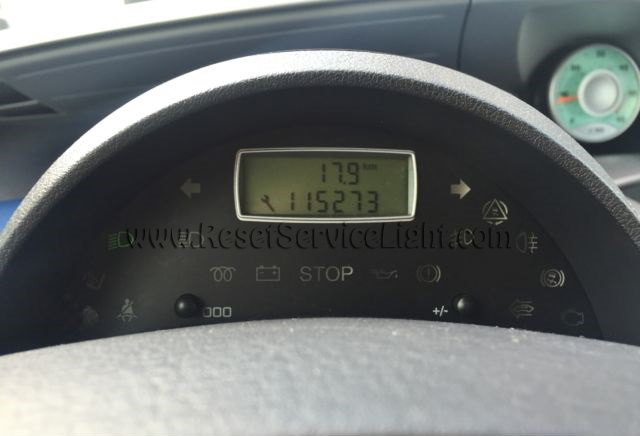 17.9 km
115273
www.ResetServiceLight.com
STOP
000
+/-